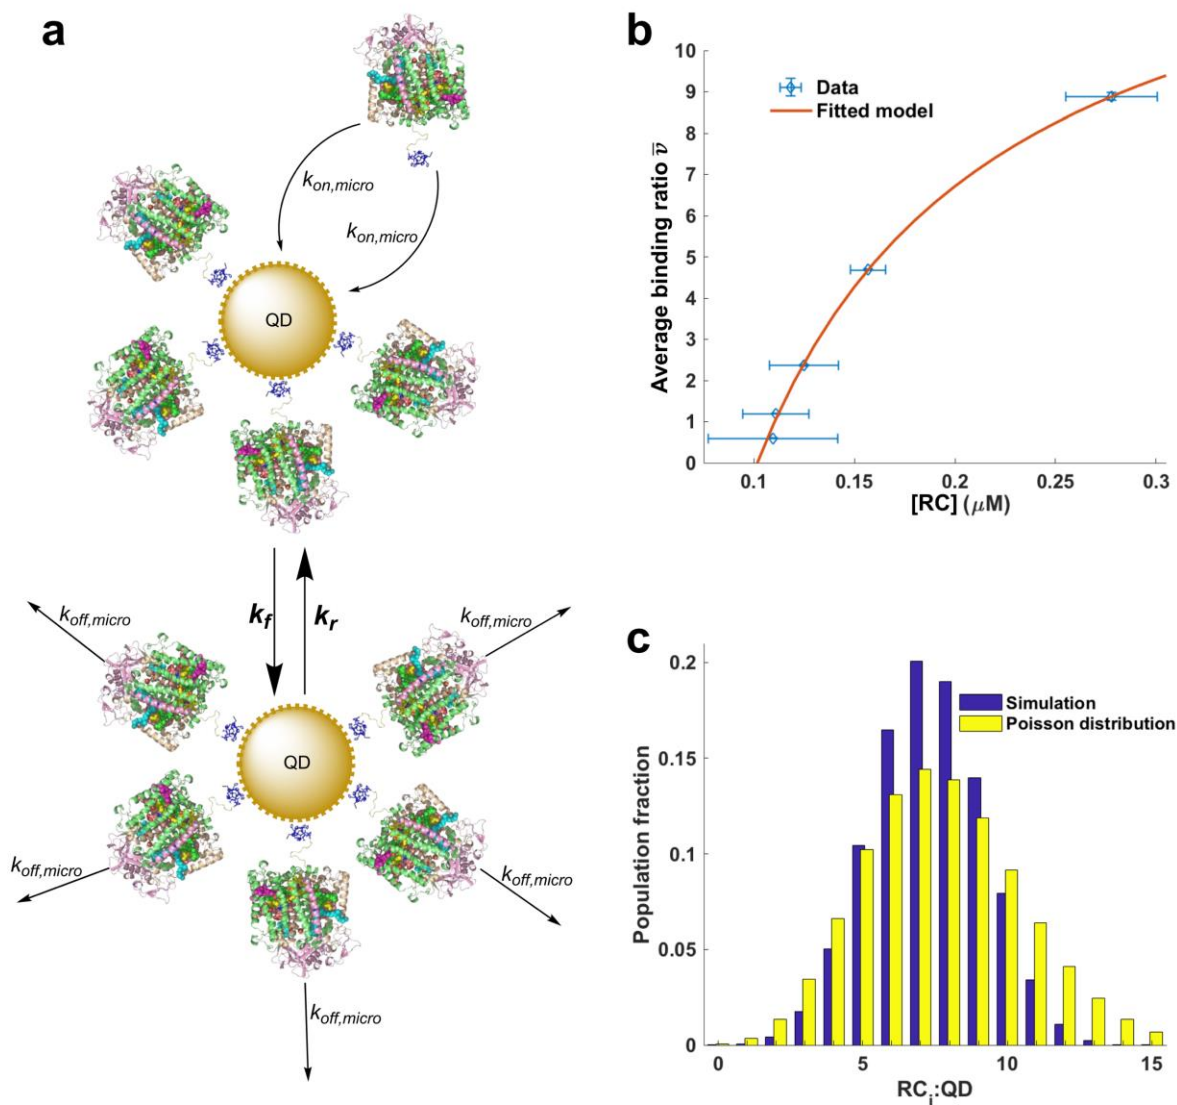 a
k_on,micro
k_on,micro
QD
k_f
k_r
k_off,micro
k_off,micro
QD
k_off,micro
k_off,micro
k_off,micro
b
10
9
8
7
6
5
4
3
2
1
0
Average binding ratio ν̅
Data
Fitted model
0.1 0.15 0.2 0.25 0.3
[RC] (μM)
c
0.2
0.15
0.1
0.05
0
Population fraction
Simulation
Poisson distribution
0 5 10 15
RC_i:QD